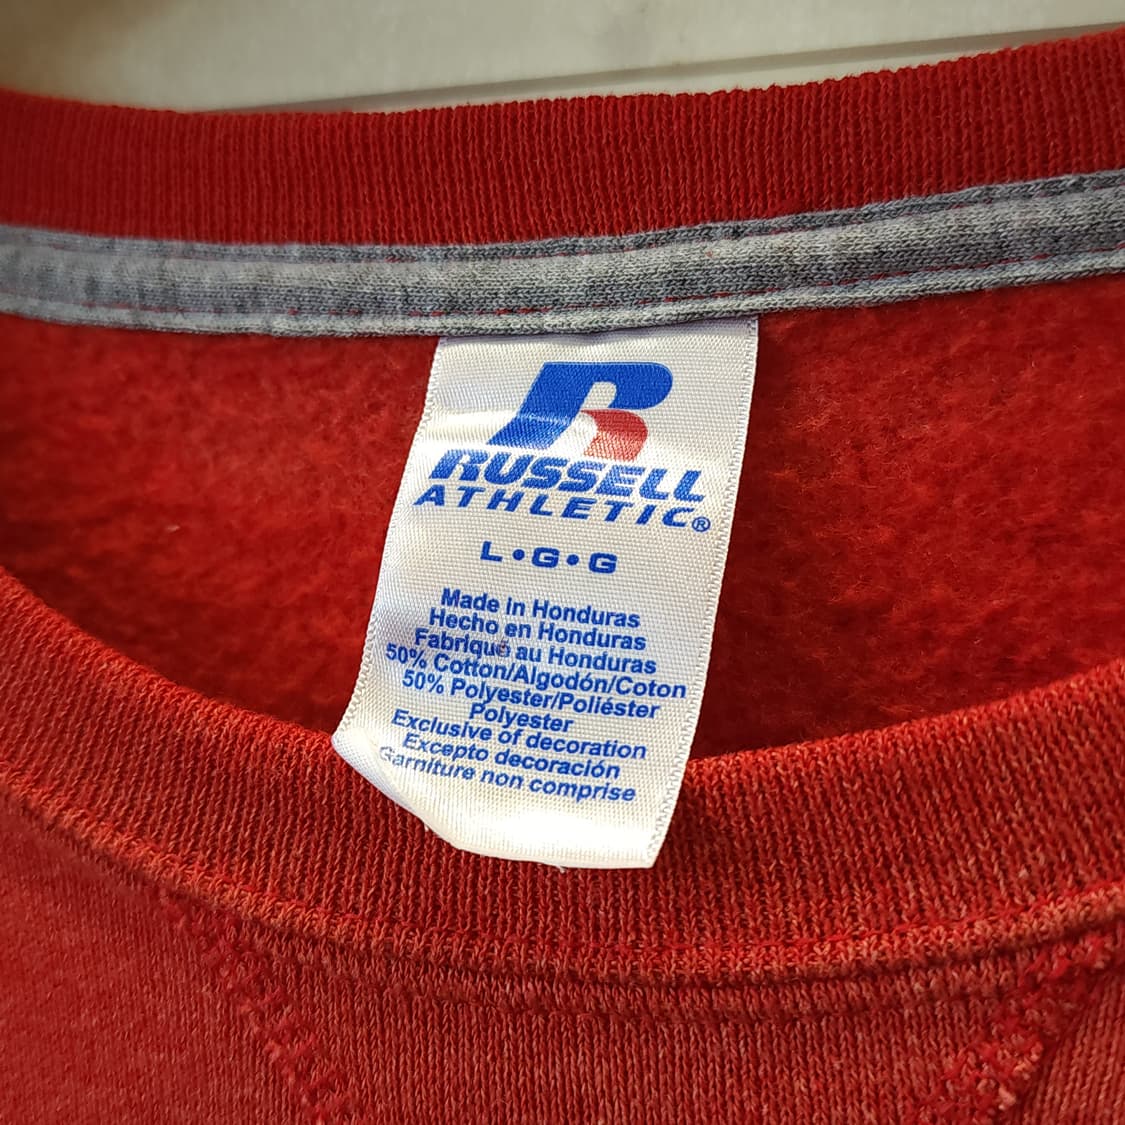 R
RUSSELL
ATHLETIC®
L•G•G
Made in Honduras
Hecho en Honduras
Fabriqué au Honduras
50% Cotton/Algodón/Coton
50% Polyester/Poliéster
Polyester
Exclusive of decoration
Excepto decoración
Garniture non comprise